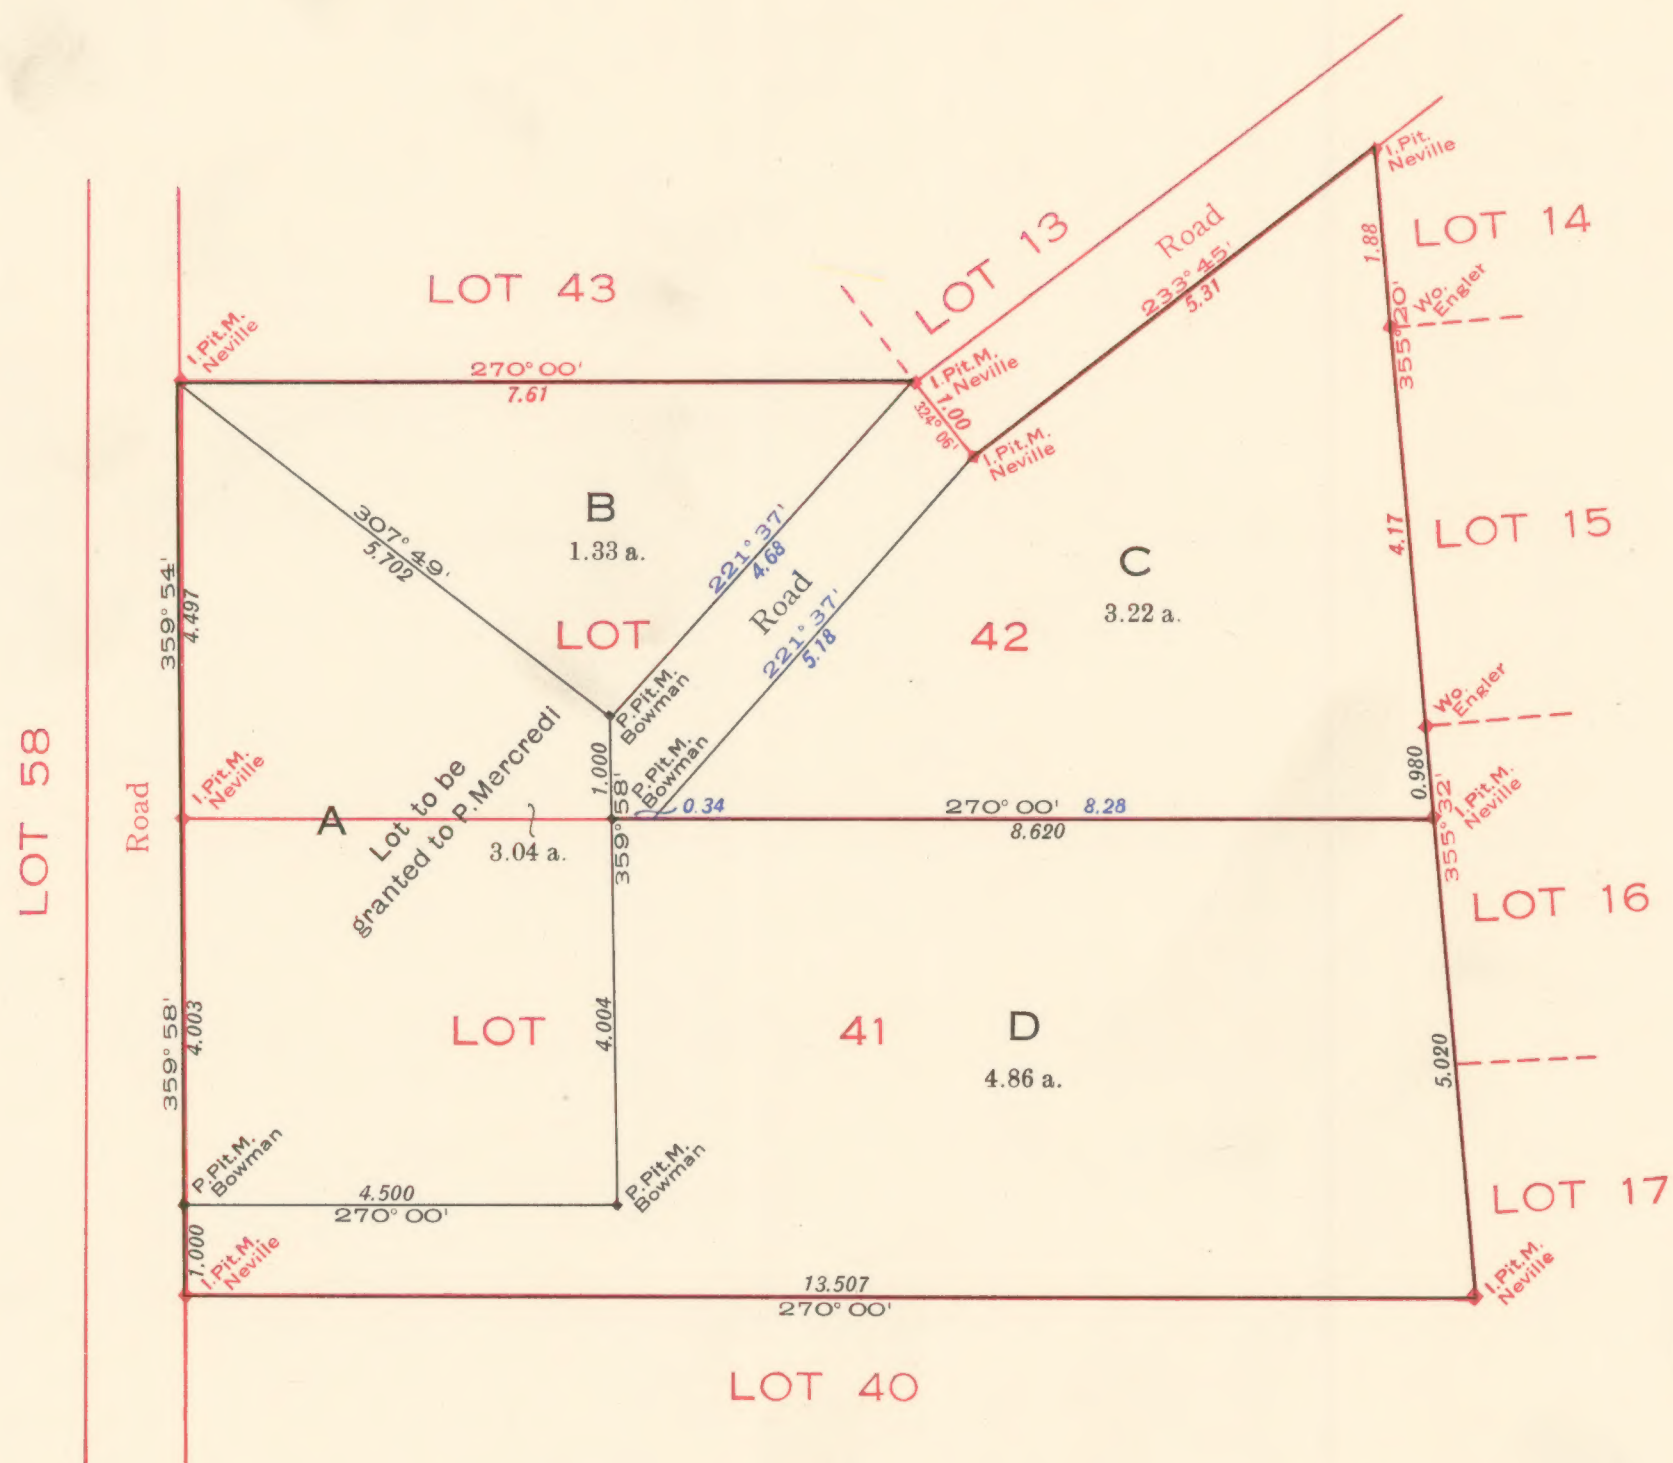 LOT 13
Road
233° 45'
5.31
I.Pit.
Neville
LOT 14
1.88
Wo.
Engler
355° 20'
LOT 43
I.Pit.M.
Neville
270° 00'
7.61
I.Pit.M.
Neville
1.00
324° 06'
I.Pit.M.
Neville
307° 49'
5.702
B
1.33 a.
221° 37'
4.68
Road
221° 37'
5.18
C
3.22 a.
4.17
LOT 15
359° 54'
4.497
LOT 42
P.Pit.M.
Bowman
1.000
P.Pit.M.
Bowman
Wo.
Engler
0.980
I.Pit.M.
Neville
355° 32'
LOT 58
Road
I.Pit.M.
Neville
A
Lot to be
granted to P.Mercredi
3.04 a.
359° 58'
0.34
270° 00' 8.28
8.620
LOT 16
359° 58'
4.003
LOT 41
4.004
D
4.86 a.
5.020
P.Pit.M.
Bowman
4.500
270° 00'
P.Pit.M.
Bowman
LOT 17
1.000
I.Pit.M.
Neville
13.507
270° 00'
I.Pit.M.
Neville
LOT 40